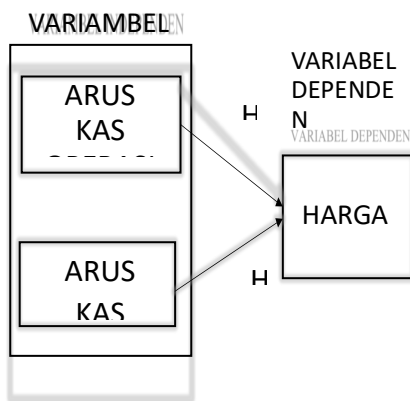 VARIAMBEL
VARIABEL
DEPENDE
N
VARIABEL DEPENDEN
ARUS
KAS
H
HARGA
ARUS
KAS
H